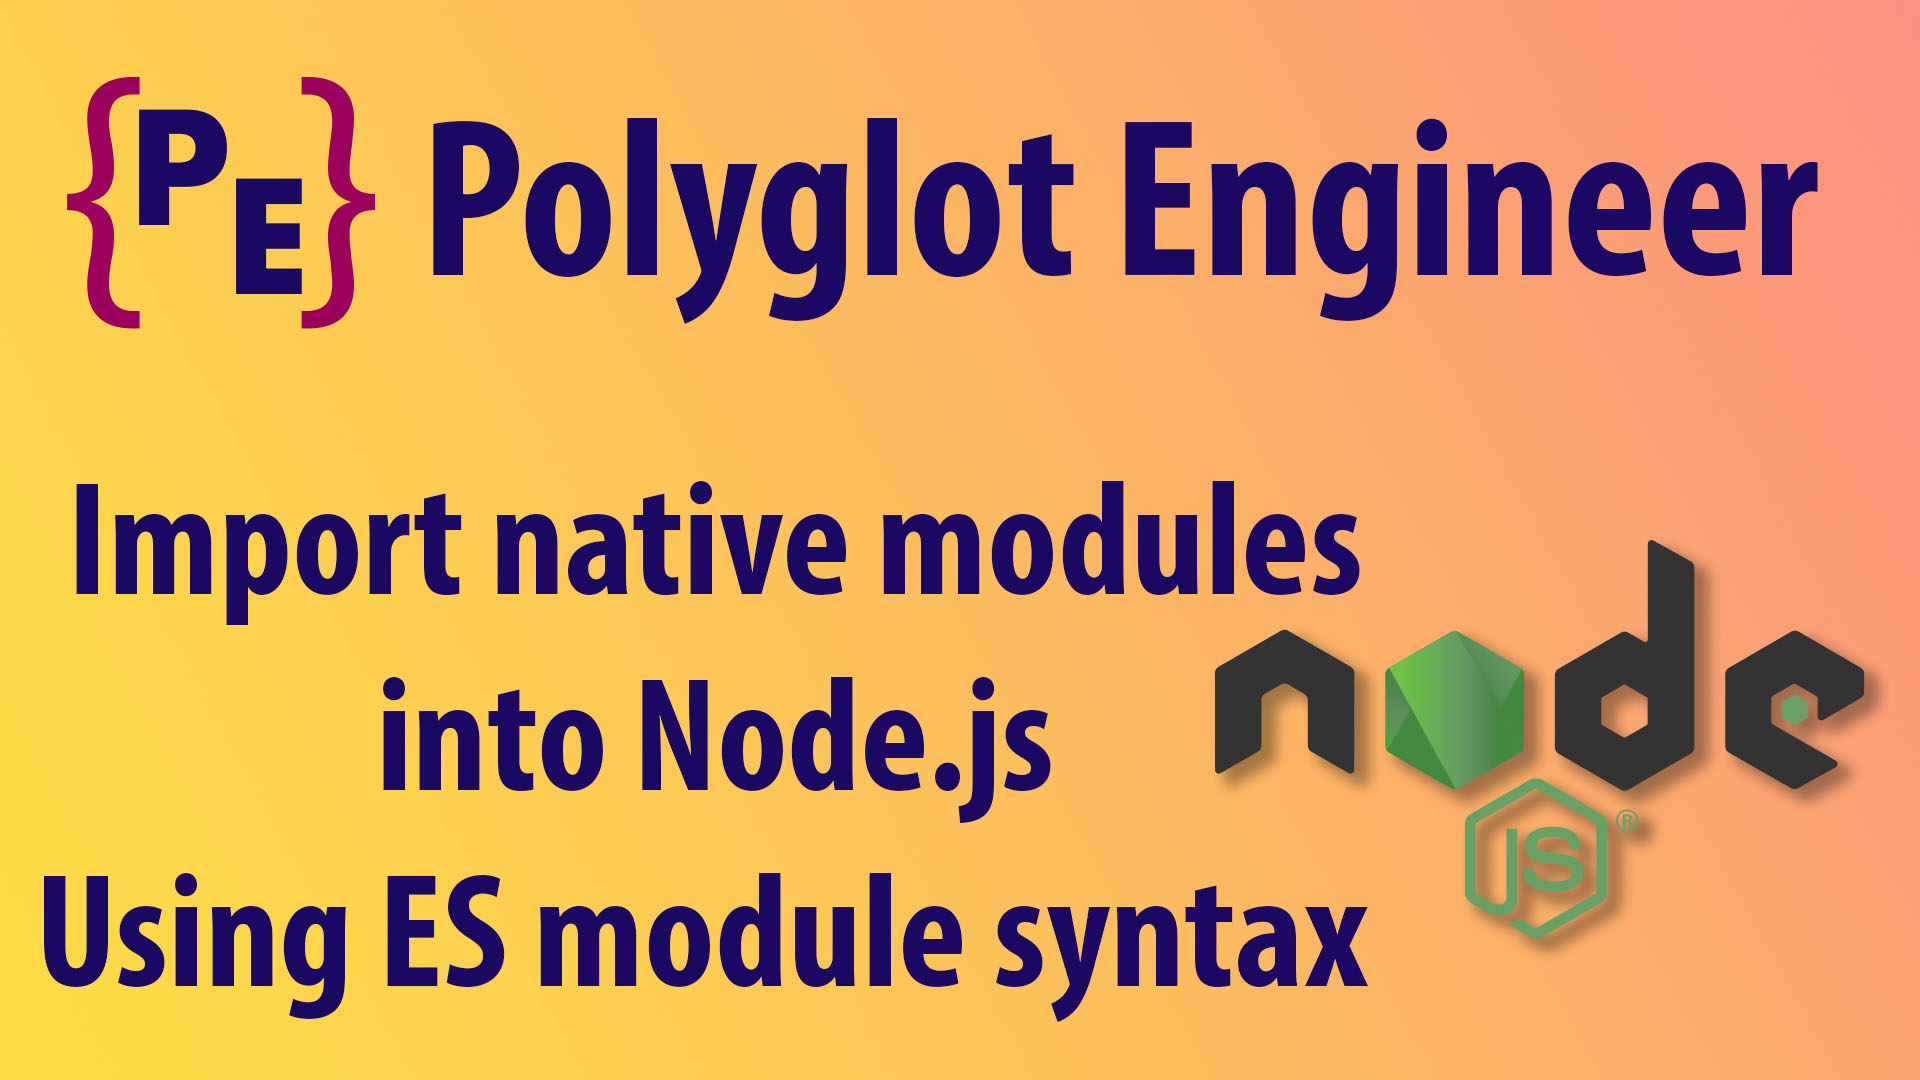 {PE} Polyglot Engineer
Import native modules
into Node.js
Using ES module syntax
node
JS®